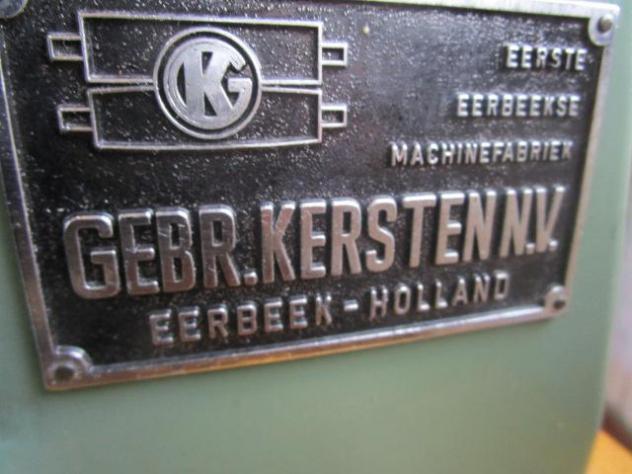 KG
EERSTE
EERBEEKSE
MACHINEFABRIEK
GEBR.KERSTEN N.V.
EERBEEK-HOLLAND